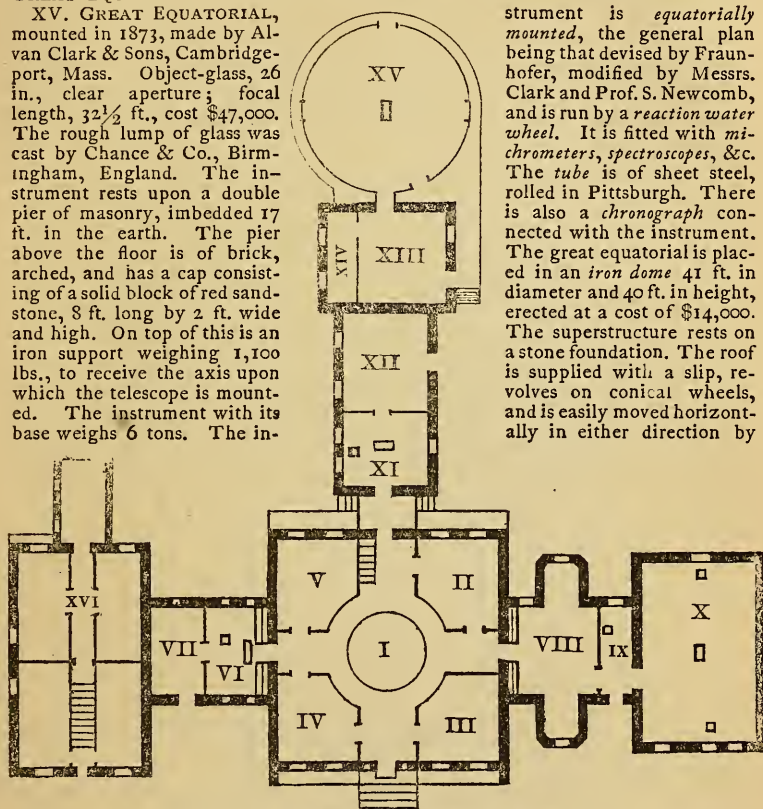 XV. GREAT EQUATORIAL,
mounted in 1873, made by Al-
van Clark & Sons, Cambridge-
port, Mass. Object-glass, 26
in., clear aperture; focal
length, 32½ ft., cost $47,000.
The rough lump of glass was
cast by Chance & Co., Birm-
ingham, England. The in-
strument rests upon a double
pier of masonry, imbedded 17
ft. in the earth. The pier
above the floor is of brick,
arched, and has a cap consist-
ing of a solid block of red sand-
stone, 8 ft. long by 2 ft. wide
and high. On top of this is an
iron support weighing 1,100
lbs., to receive the axis upon
which the telescope is mount-
ed. The instrument with its
base weighs 6 tons. The in-
strument is equatorially
mounted, the general plan
being that devised by Fraun-
hofer, modified by Messrs.
Clark and Prof. S. Newcomb,
and is run by a reaction water
wheel. It is fitted with mi-
chrometers, spectroscopes, &c.
The tube is of sheet steel,
rolled in Pittsburgh. There
is also a chronograph con-
nected with the instrument.
The great equatorial is plac-
ed in an iron dome 41 ft. in
diameter and 40 ft. in height,
erected at a cost of $14,000.
The superstructure rests on
a stone foundation. The roof
is supplied with a slip, re-
volves on conical wheels,
and is easily moved horizont-
ally in either direction by
XV
XIV
XIII
XII
XI
V
II
XVI
VII
VI
I
VIII
IX
X
IV
III